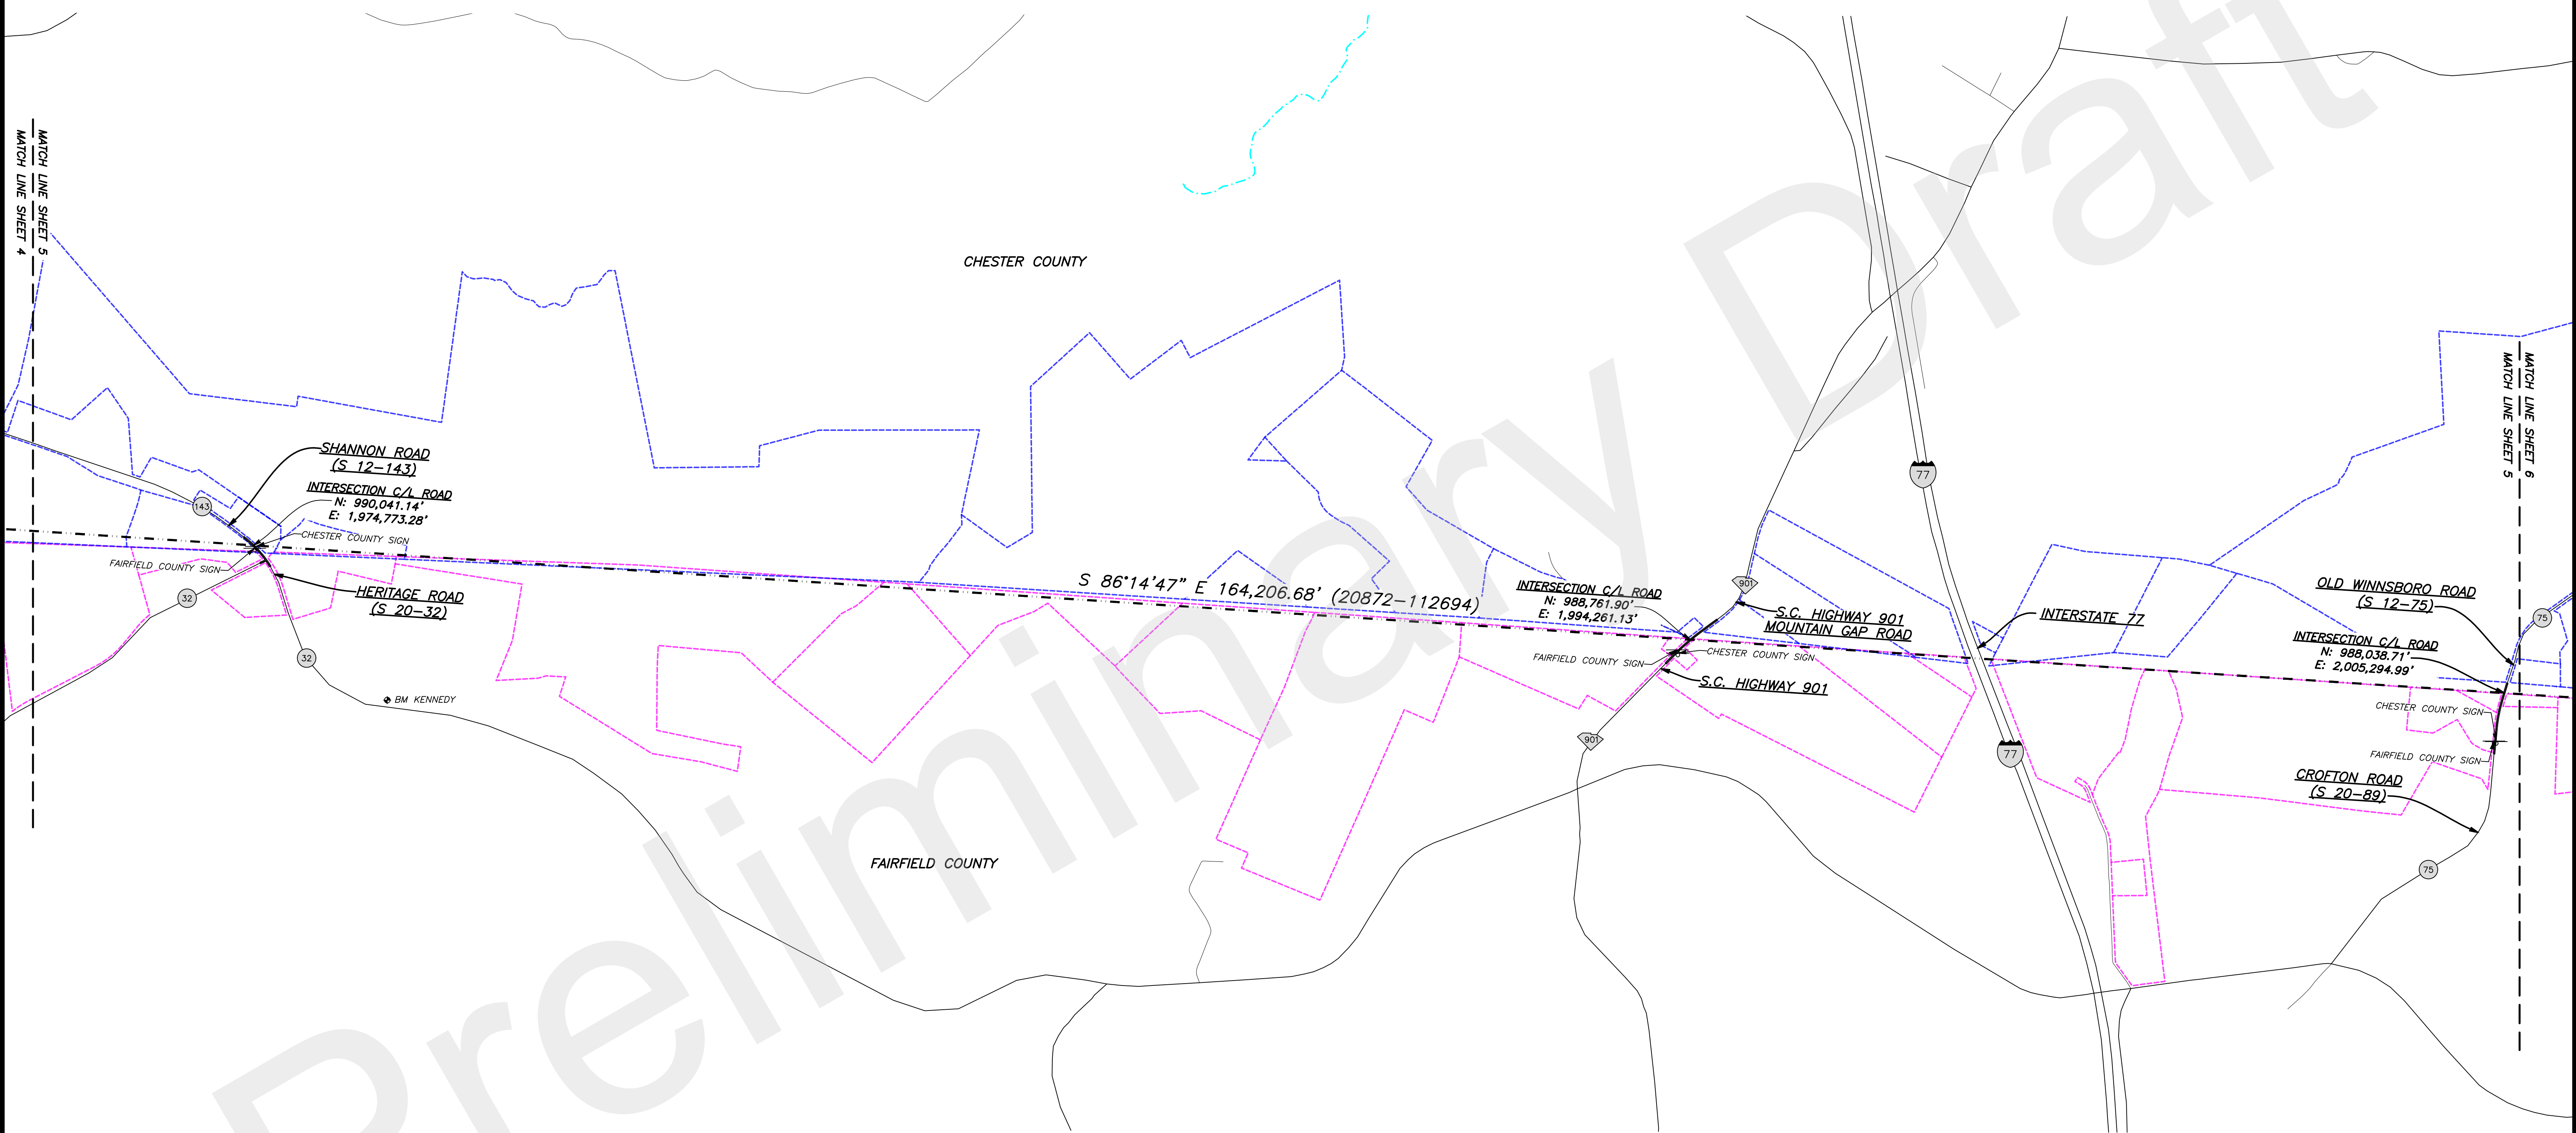 MATCH LINE SHEET 5
MATCH LINE SHEET 4
CHESTER COUNTY
SHANNON ROAD
(S 12-143)
INTERSECTION C/L ROAD
N: 990,041.14'
E: 1,974,773.28'
143
CHESTER COUNTY SIGN
FAIRFIELD COUNTY SIGN
32
HERITAGE ROAD
(S 20-32)
32
BM KENNEDY
S 86°14'47" E 164,206.68' (20872-112694)
FAIRFIELD COUNTY
INTERSECTION C/L ROAD
N: 988,761.90'
E: 1,994,261.13'
901
S.C. HIGHWAY 901
MOUNTAIN GAP ROAD
FAIRFIELD COUNTY SIGN
CHESTER COUNTY SIGN
S.C. HIGHWAY 901
901
77
INTERSTATE 77
77
MATCH LINE SHEET 6
MATCH LINE SHEET 5
OLD WINNSBORO ROAD
(S 12-75)
75
INTERSECTION C/L ROAD
N: 988,038.71'
E: 2,005,294.99'
CHESTER COUNTY SIGN
FAIRFIELD COUNTY SIGN
CROFTON ROAD
(S 20-89)
75
Preliminary Draft